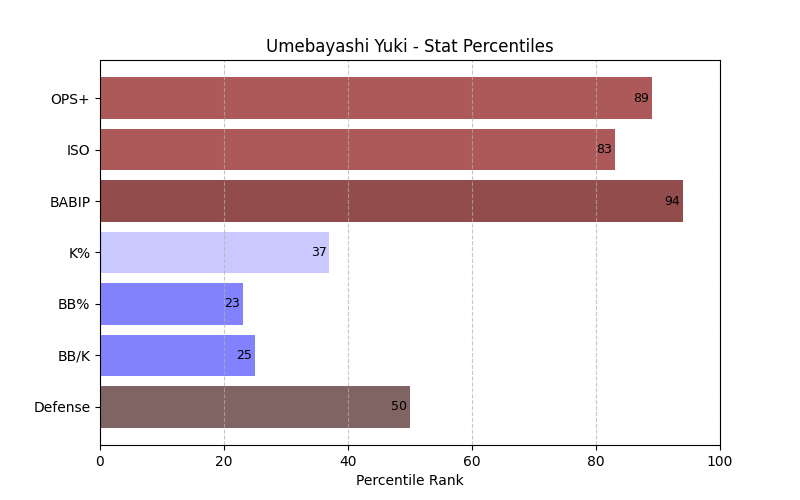 Umebayashi Yuki - Stat Percentiles
OPS+ 89
ISO 83
BABIP 94
K% 37
BB% 23
BB/K 25
Defense 50
0 20 40 60 80 100
Percentile Rank